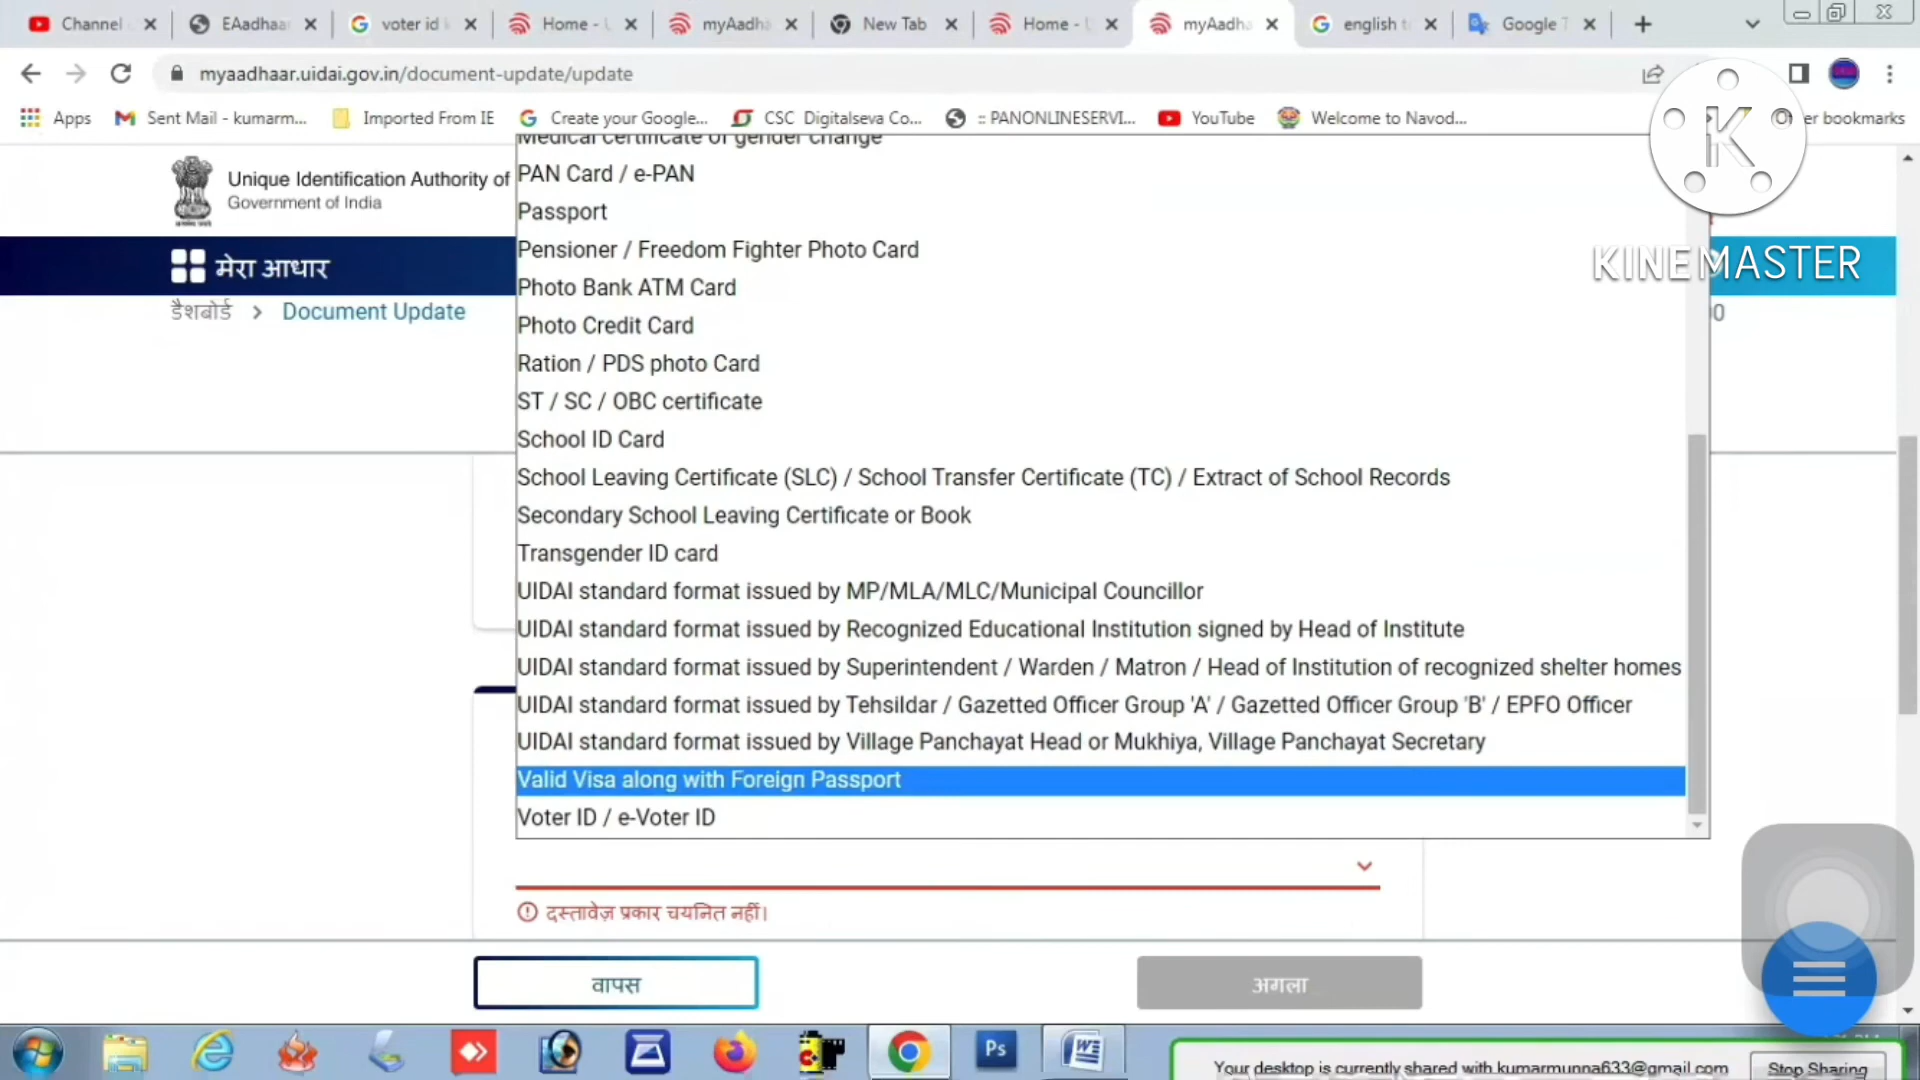 Channel
EAadhaa
voter id k
Home - U
myAadha
New Tab
Home - U
myAadha
english t
Google T
myaadhaar.uidai.gov.in/document-update/update
Apps
Sent Mail - kumarm...
Imported From IE
Create your Google...
CSC Digitalseva Co...
:: PANONLINESERVI...
YouTube
Welcome to Navod...
bookmarks
K
KINEMASTER
Unique Identification Authority of
Government of India
मेरा आधार
डैशबोर्ड > Document Update
Medical certificate of gender change
PAN Card / e-PAN
Passport
Pensioner / Freedom Fighter Photo Card
Photo Bank ATM Card
Photo Credit Card
Ration / PDS photo Card
ST / SC / OBC certificate
School ID Card
School Leaving Certificate (SLC) / School Transfer Certificate (TC) / Extract of School Records
Secondary School Leaving Certificate or Book
Transgender ID card
UIDAI standard format issued by MP/MLA/MLC/Municipal Councillor
UIDAI standard format issued by Recognized Educational Institution signed by Head of Institute
UIDAI standard format issued by Superintendent / Warden / Matron / Head of Institution of recognized shelter homes
UIDAI standard format issued by Tehsildar / Gazetted Officer Group 'A' / Gazetted Officer Group 'B' / EPFO Officer
UIDAI standard format issued by Village Panchayat Head or Mukhiya, Village Panchayat Secretary
Valid Visa along with Foreign Passport
Voter ID / e-Voter ID
दस्तावेज़ प्रकार चयनित नहीं।
वापस
अगला
Ps
Your desktop is currently shared with kumarmunna633@gmail.com
Stop Sharing